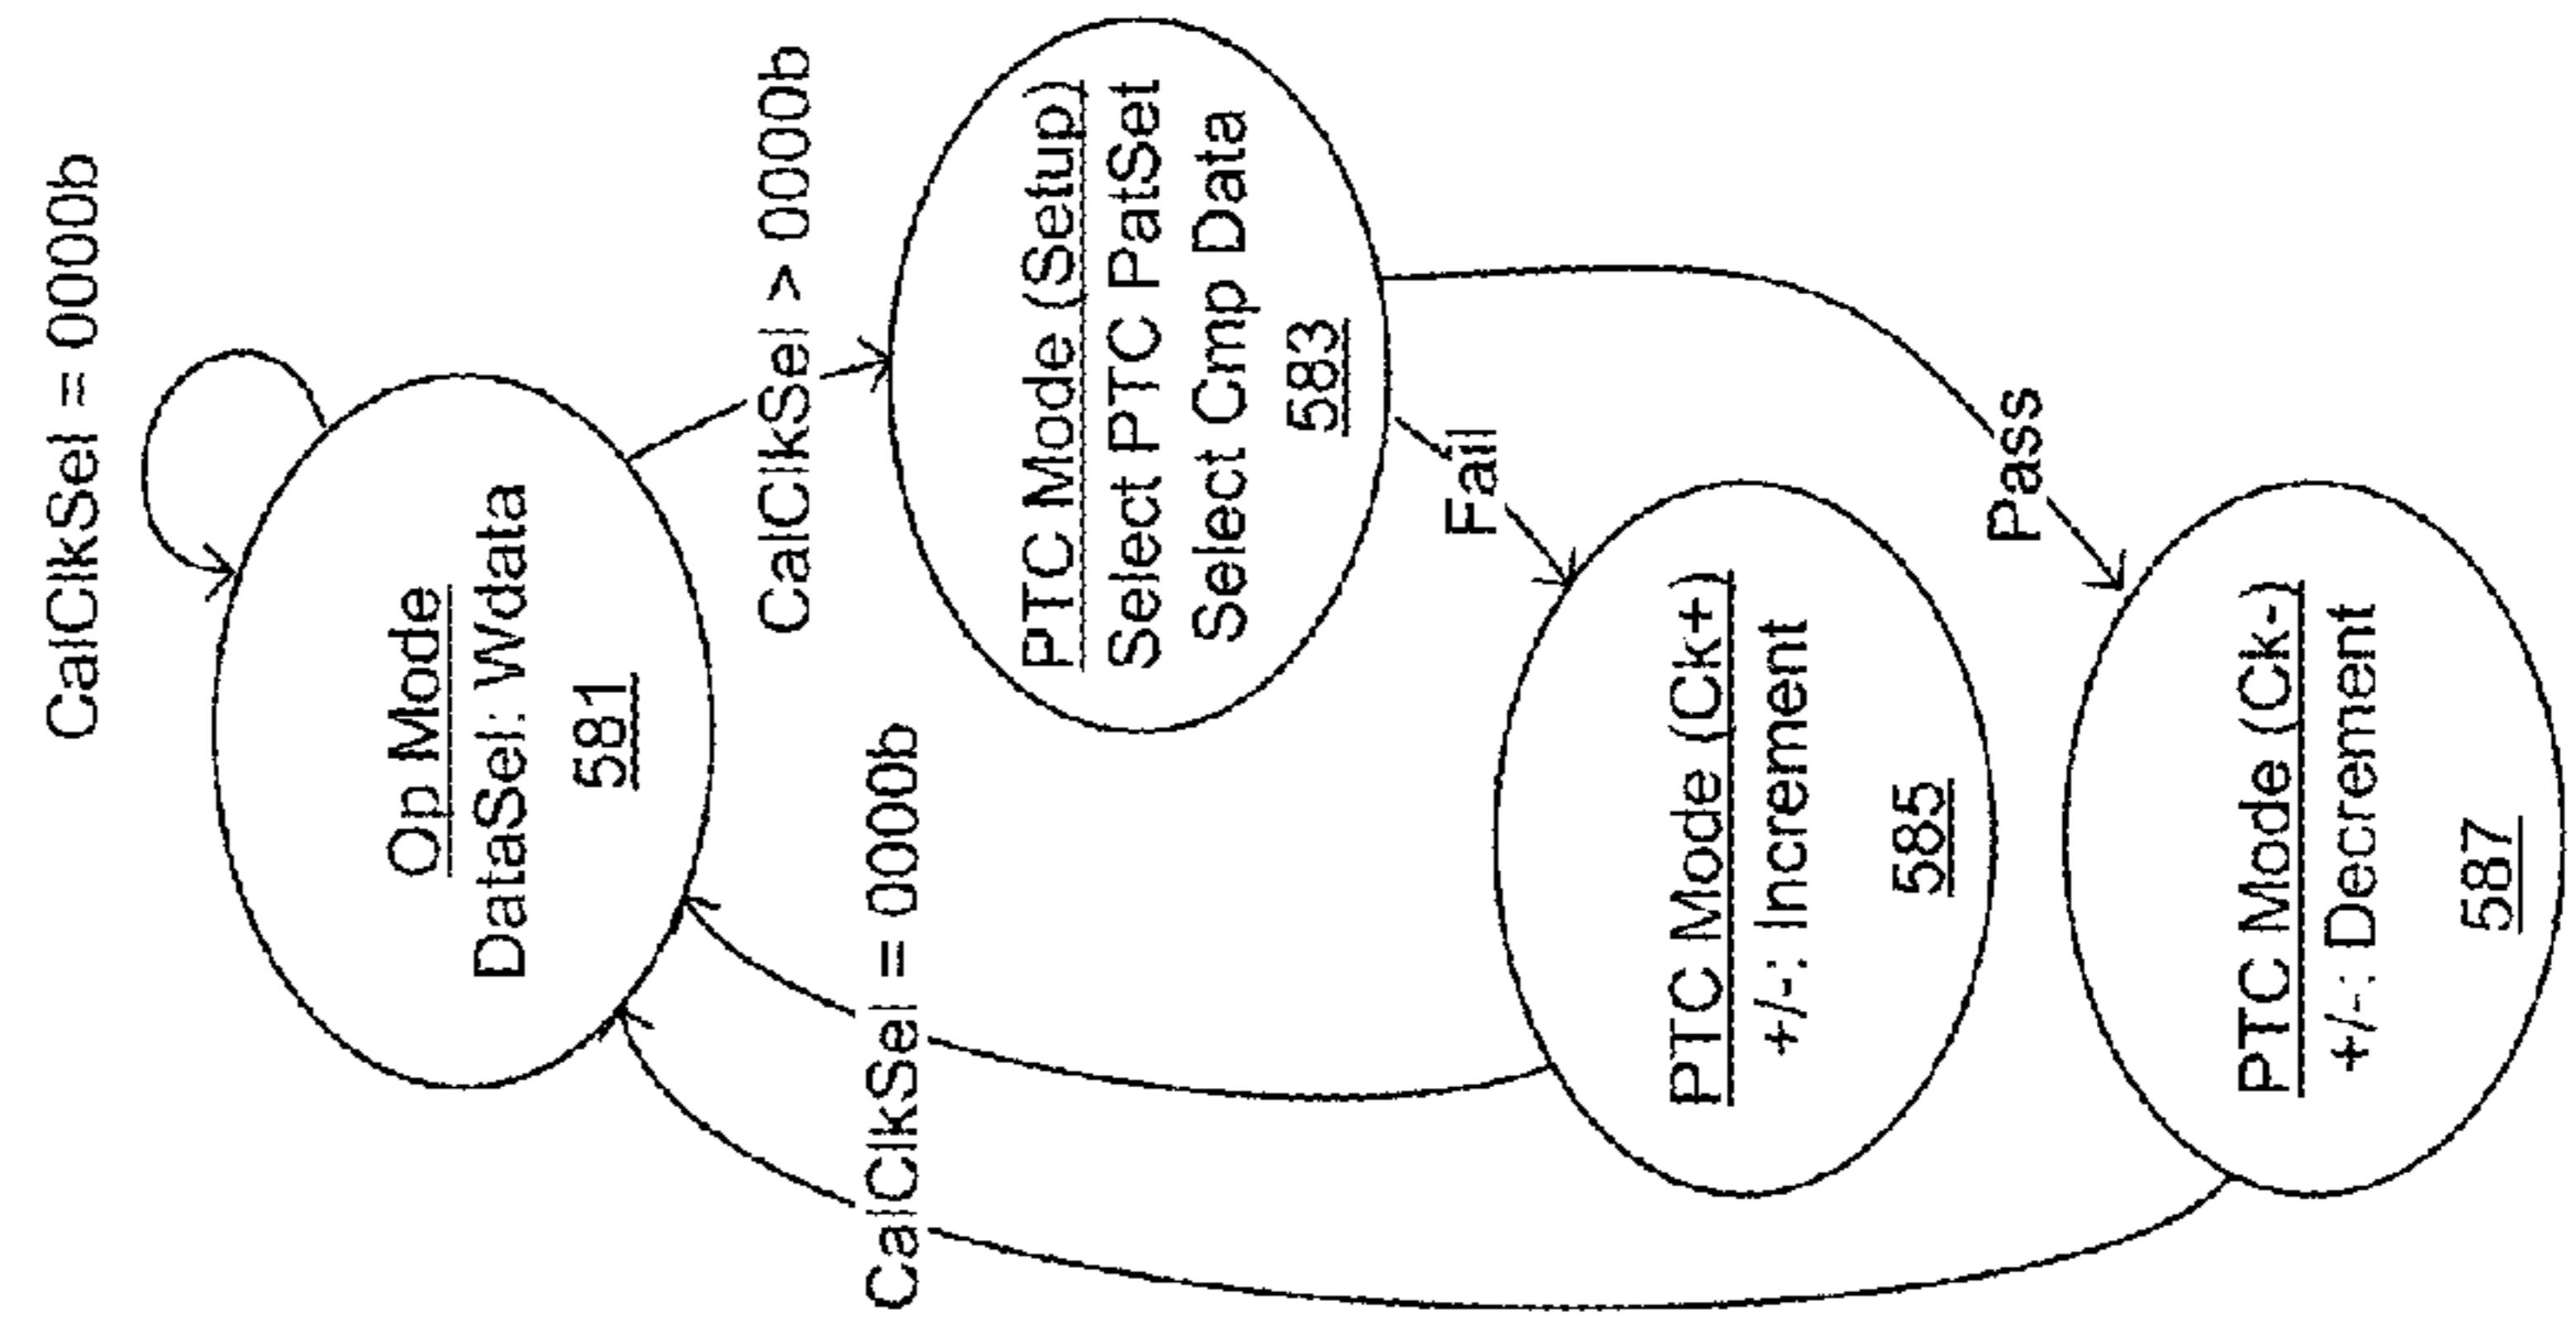 CalClkSel = 0000b
Op Mode
DataSel: Wdata
581
CalClkSel > 0000b
PTC Mode (Setup)
Select PTC PatSet
Select Cmp Data
583
CalClkSel = 0000b
Fail
PTC Mode (Ck+)
+/-: Increment
585
Pass
PTC Mode (Ck-)
+/-: Decrement
587